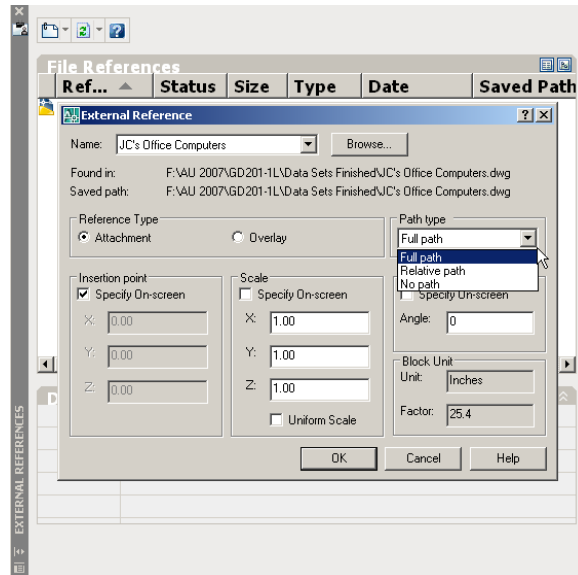 File References
Ref... Status Size Type Date Saved Path
External Reference
Name: JC's Office Computers Browse...
Found in: F:\AU 2007\GD201-1L\Data Sets Finished\JC's Office Computers.dwg
Saved path: F:\AU 2007\GD201-1L\Data Sets Finished\JC's Office Computers.dwg
Reference Type Path type
Attachment Overlay Full path
Full path
Relative path
No path
Insertion point Scale
Specify On-screen Specify On-screen Specify On-screen
X: 0.00 X: 1.00 Angle: 0
Y: 0.00 Y: 1.00 Block Unit
Unit: Inches
Z: 0.00 Z: 1.00
Factor: 25.4
Uniform Scale
OK Cancel Help
D
EXTERNAL REFERENCES